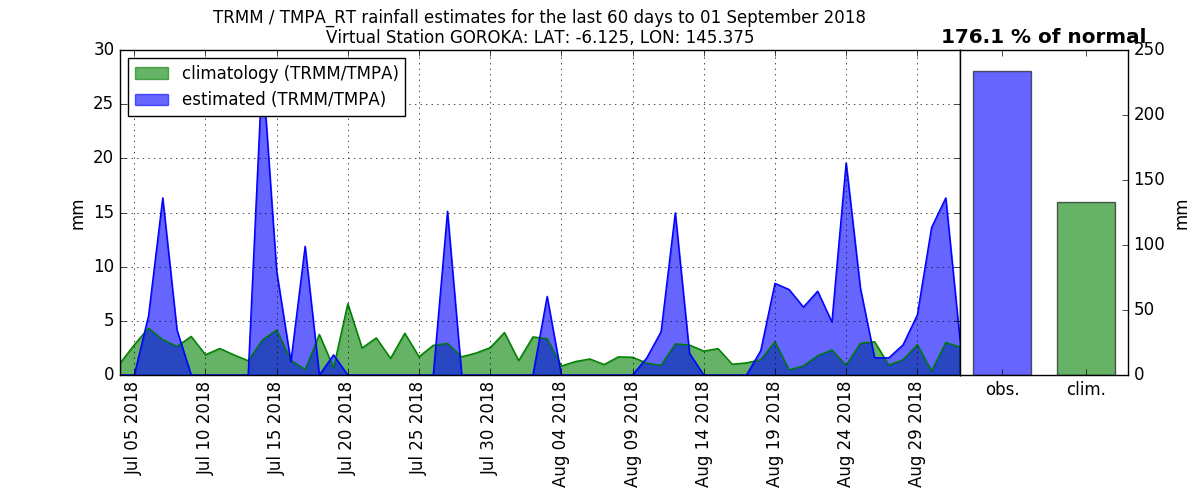 TRMM / TMPA_RT rainfall estimates for the last 60 days to 01 September 2018
Virtual Station GOROKA: LAT: -6.125, LON: 145.375
176.1 % of normal
climatology (TRMM/TMPA)
estimated (TRMM/TMPA)
30
25
20
15
10
5
0
mm
Jul 05 2018
Jul 10 2018
Jul 15 2018
Jul 20 2018
Jul 25 2018
Jul 30 2018
Aug 04 2018
Aug 09 2018
Aug 14 2018
Aug 19 2018
Aug 24 2018
Aug 29 2018
250
200
150
100
50
0
mm
obs.
clim.